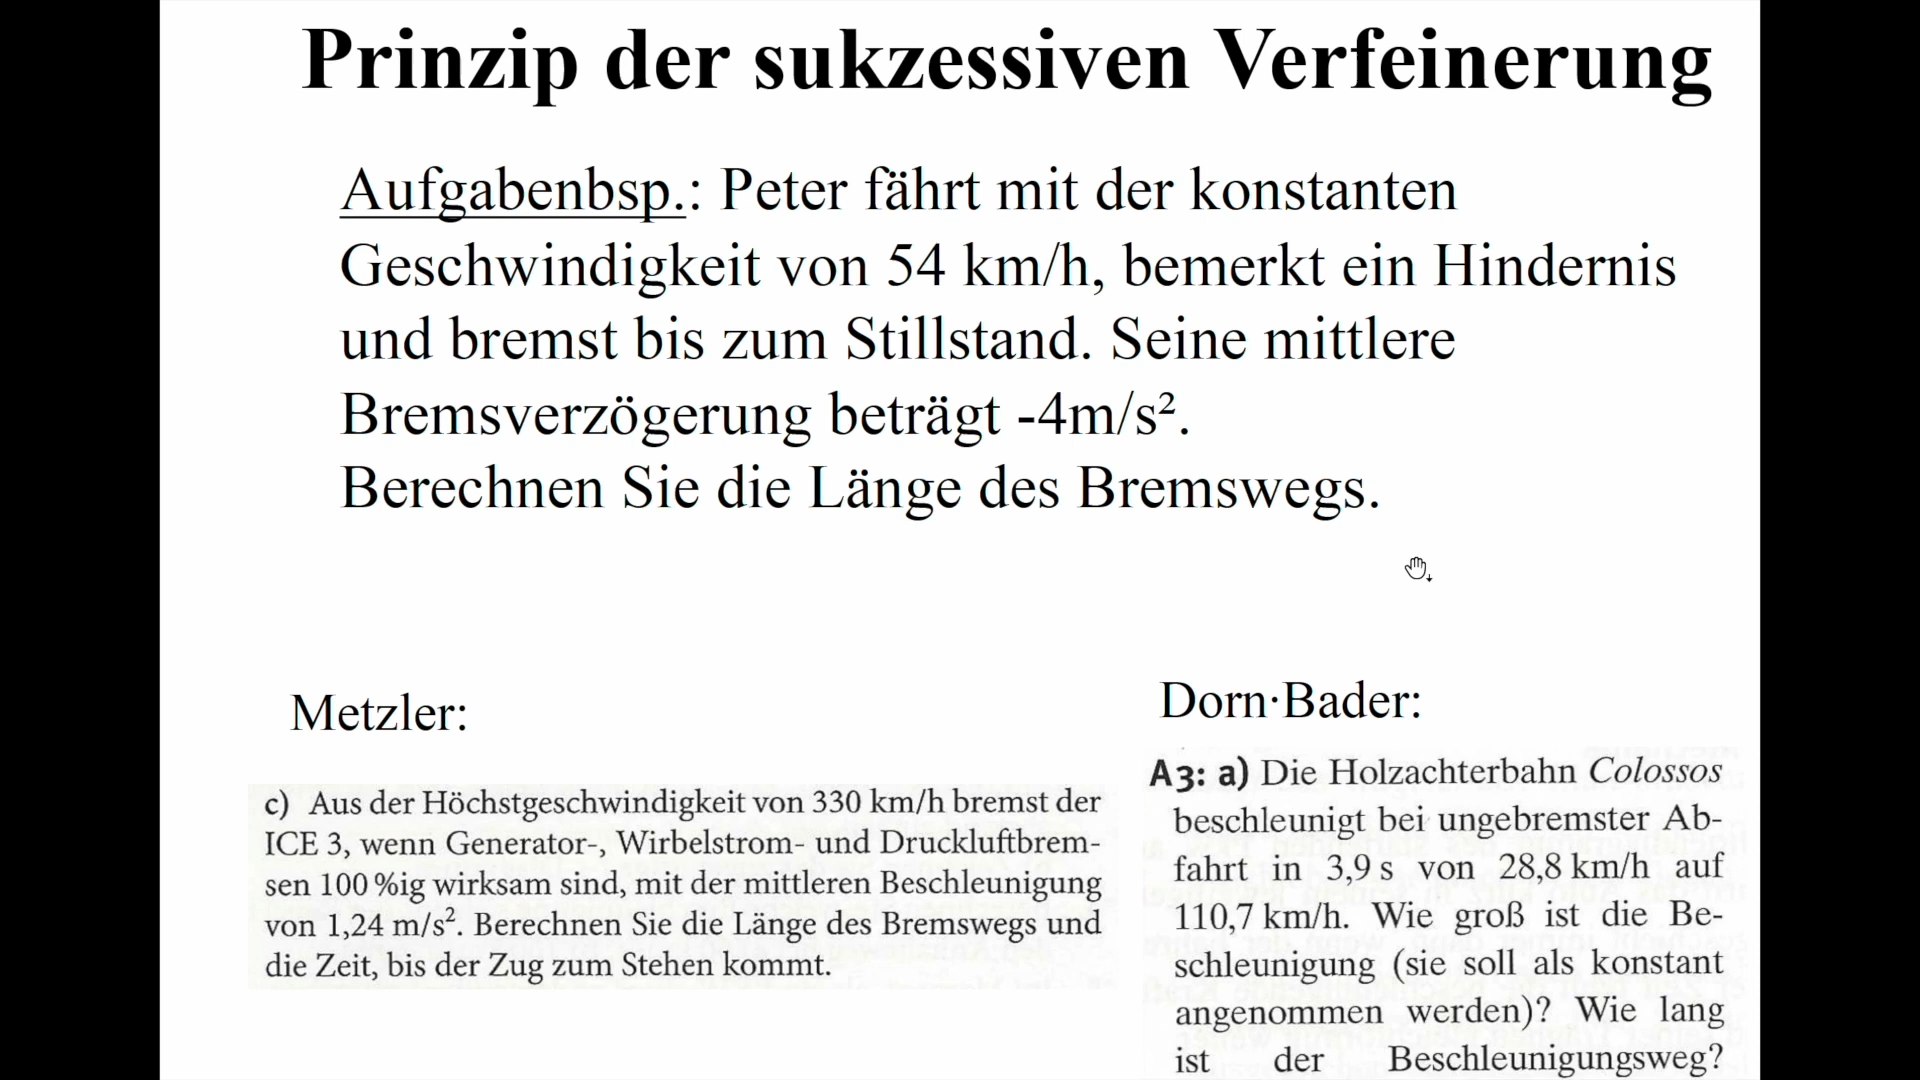 Prinzip der sukzessiven Verfeinerung
Aufgabenbsp.: Peter fährt mit der konstanten
Geschwindigkeit von 54 km/h, bemerkt ein Hindernis
und bremst bis zum Stillstand. Seine mittlere
Bremsverzögerung beträgt -4m/s².
Berechnen Sie die Länge des Bremswegs.
Metzler:
c) Aus der Höchstgeschwindigkeit von 330 km/h bremst der
ICE 3, wenn Generator-, Wirbelstrom- und Druckluftbrem-
sen 100 %ig wirksam sind, mit der mittleren Beschleunigung
von 1,24 m/s². Berechnen Sie die Länge des Bremswegs und
die Zeit, bis der Zug zum Stehen kommt.
Dorn·Bader:
A3: a) Die Holzachterbahn Colossos
beschleunigt bei ungebremster Ab-
fahrt in 3,9 s von 28,8 km/h auf
110,7 km/h. Wie groß ist die Be-
schleunigung (sie soll als konstant
angenommen werden)? Wie lang
ist der Beschleunigungsweg?